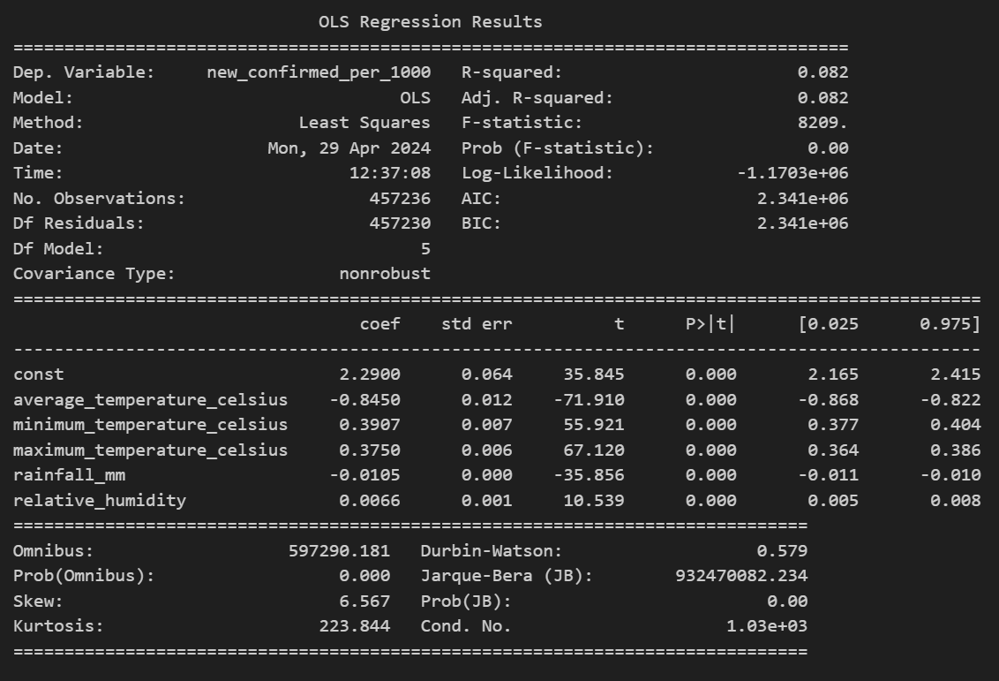 OLS Regression Results
==================================================================================
Dep. Variable:     new_confirmed_per_1000   R-squared:                       0.082
Model:                                OLS   Adj. R-squared:                  0.082
Method:                     Least Squares   F-statistic:                     8209.
Date:                    Mon, 29 Apr 2024   Prob (F-statistic):               0.00
Time:                            12:37:08   Log-Likelihood:            -1.1703e+06
No. Observations:                  457236   AIC:                         2.341e+06
Df Residuals:                      457230   BIC:                         2.341e+06
Df Model:                               5
Covariance Type:                nonrobust
===============================================================================================
                                  coef    std err          t      P>|t|      [0.025      0.975]
-----------------------------------------------------------------------------------------------
const                           2.2900      0.064     35.845      0.000       2.165       2.415
average_temperature_celsius    -0.8450      0.012    -71.910      0.000      -0.868      -0.822
minimum_temperature_celsius     0.3907      0.007     55.921      0.000       0.377       0.404
maximum_temperature_celsius     0.3750      0.006     67.120      0.000       0.364       0.386
rainfall_mm                    -0.0105      0.000    -35.856      0.000      -0.011      -0.010
relative_humidity               0.0066      0.001     10.539      0.000       0.005       0.008
==============================================================================
Omnibus:                   597290.181   Durbin-Watson:                   0.579
Prob(Omnibus):                  0.000   Jarque-Bera (JB):        932470082.234
Skew:                           6.567   Prob(JB):                         0.00
Kurtosis:                     223.844   Cond. No.                     1.03e+03
==============================================================================